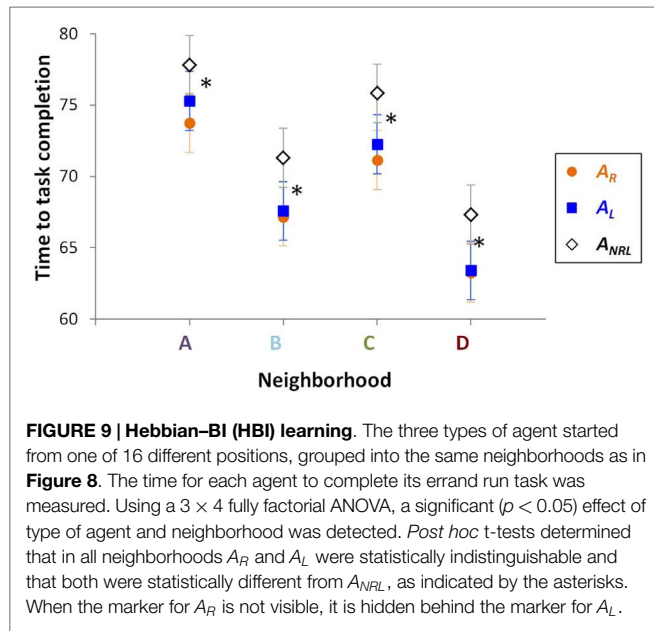 80
75
70
65
60
Time to task completion
*
*
*
*
A B C D
Neighborhood
A_R
A_L
A_NRL
FIGURE 9 | Hebbian–BI (HBI) learning. The three types of agent started
from one of 16 different positions, grouped into the same neighborhoods as in
Figure 8. The time for each agent to complete its errand run task was
measured. Using a 3 × 4 fully factorial ANOVA, a significant (p < 0.05) effect of
type of agent and neighborhood was detected. Post hoc t-tests determined
that in all neighborhoods A_R and A_L were statistically indistinguishable and
that both were statistically different from A_NRL, as indicated by the asterisks.
When the marker for A_R is not visible, it is hidden behind the marker for A_L.